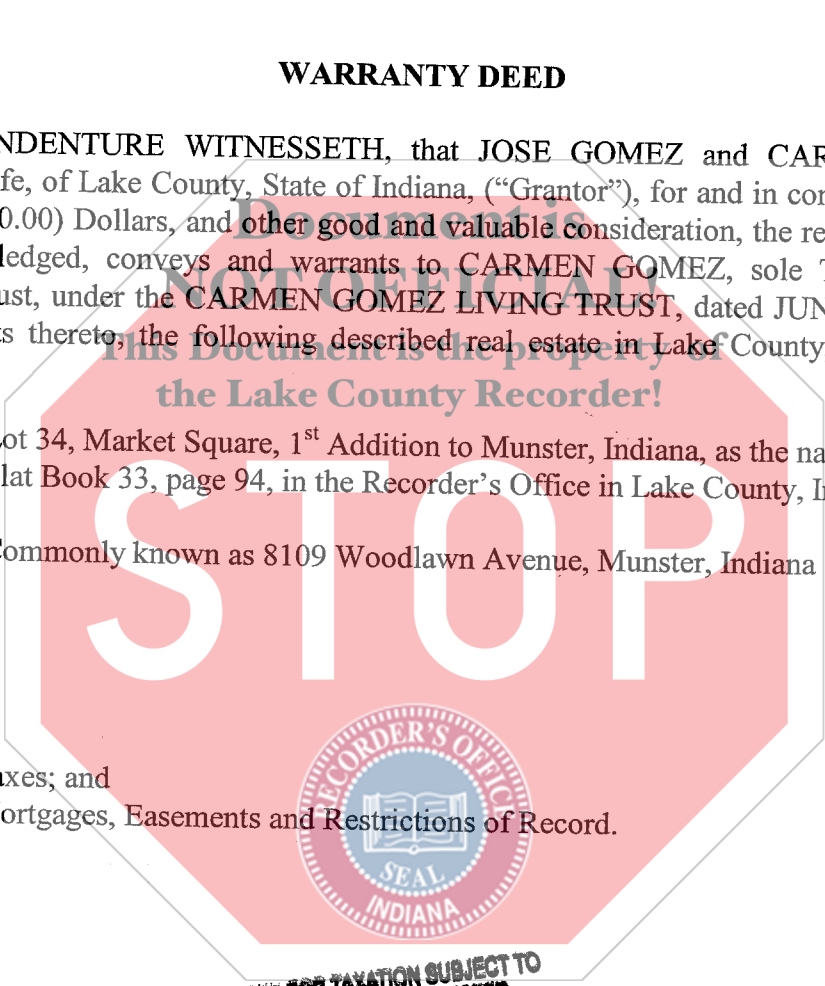 WARRANTY DEED
NDENTURE WITNESSETH, that JOSE GOMEZ and CAR
fe, of Lake County, State of Indiana, (“Grantor”), for and in con
0.00) Dollars, and other good and valuable consideration, the re
ledged, conveys and warrants to CARMEN GOMEZ, sole T
ust, under the CARMEN GOMEZ LIVING TRUST, dated JUN
ts thereto, the following described real estate in Lake County
Document is
NOT OFFICIAL!
This Document is the property of
the Lake County Recorder!
Lot 34, Market Square, 1st Addition to Munster, Indiana, as the na
lat Book 33, page 94, in the Recorder’s Office in Lake County, In
Commonly known as 8109 Woodlawn Avenue, Munster, Indiana
STOP
axes; and
ortgages, Easements and Restrictions of Record.
RECORDER'S OFFICE
SEAL
INDIANA
FOR TAXATION SUBJECT TO